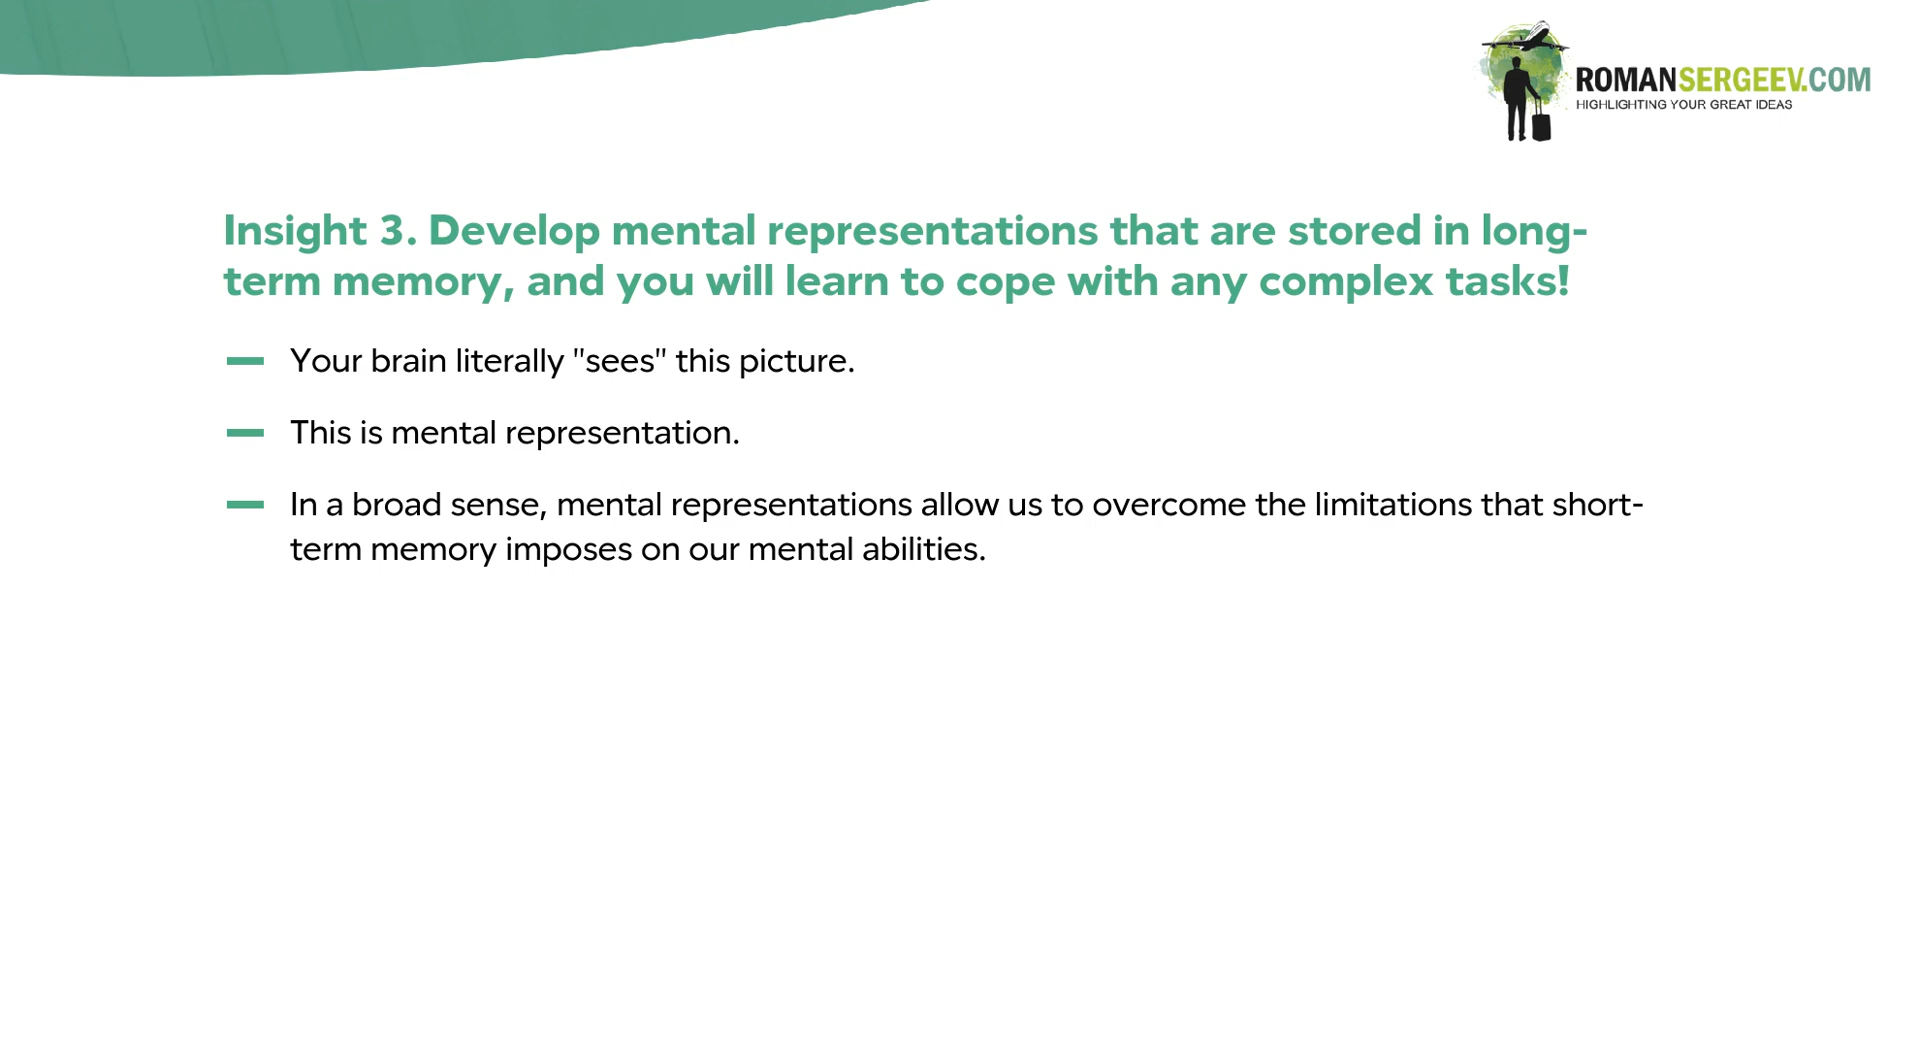 ROMANSERGEEV.COM
HIGHLIGHTING YOUR GREAT IDEAS
Insight 3. Develop mental representations that are stored in long-
term memory, and you will learn to cope with any complex tasks!
Your brain literally "sees" this picture.
This is mental representation.
In a broad sense, mental representations allow us to overcome the limitations that short-
term memory imposes on our mental abilities.